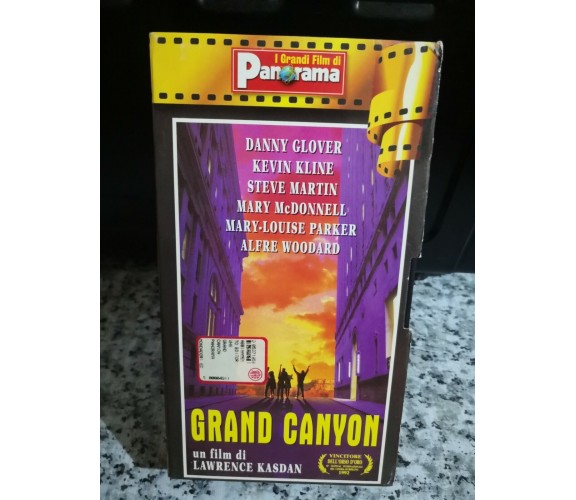 I Grandi Film di
Panorama
DANNY GLOVER
KEVIN KLINE
STEVE MARTIN
MARY McDONNELL
MARY-LOUISE PARKER
ALFRE WOODARD
GRAND CANYON
un film di
LAWRENCE KASDAN
VINCITORE
DELL'ORSO D'ORO
1992